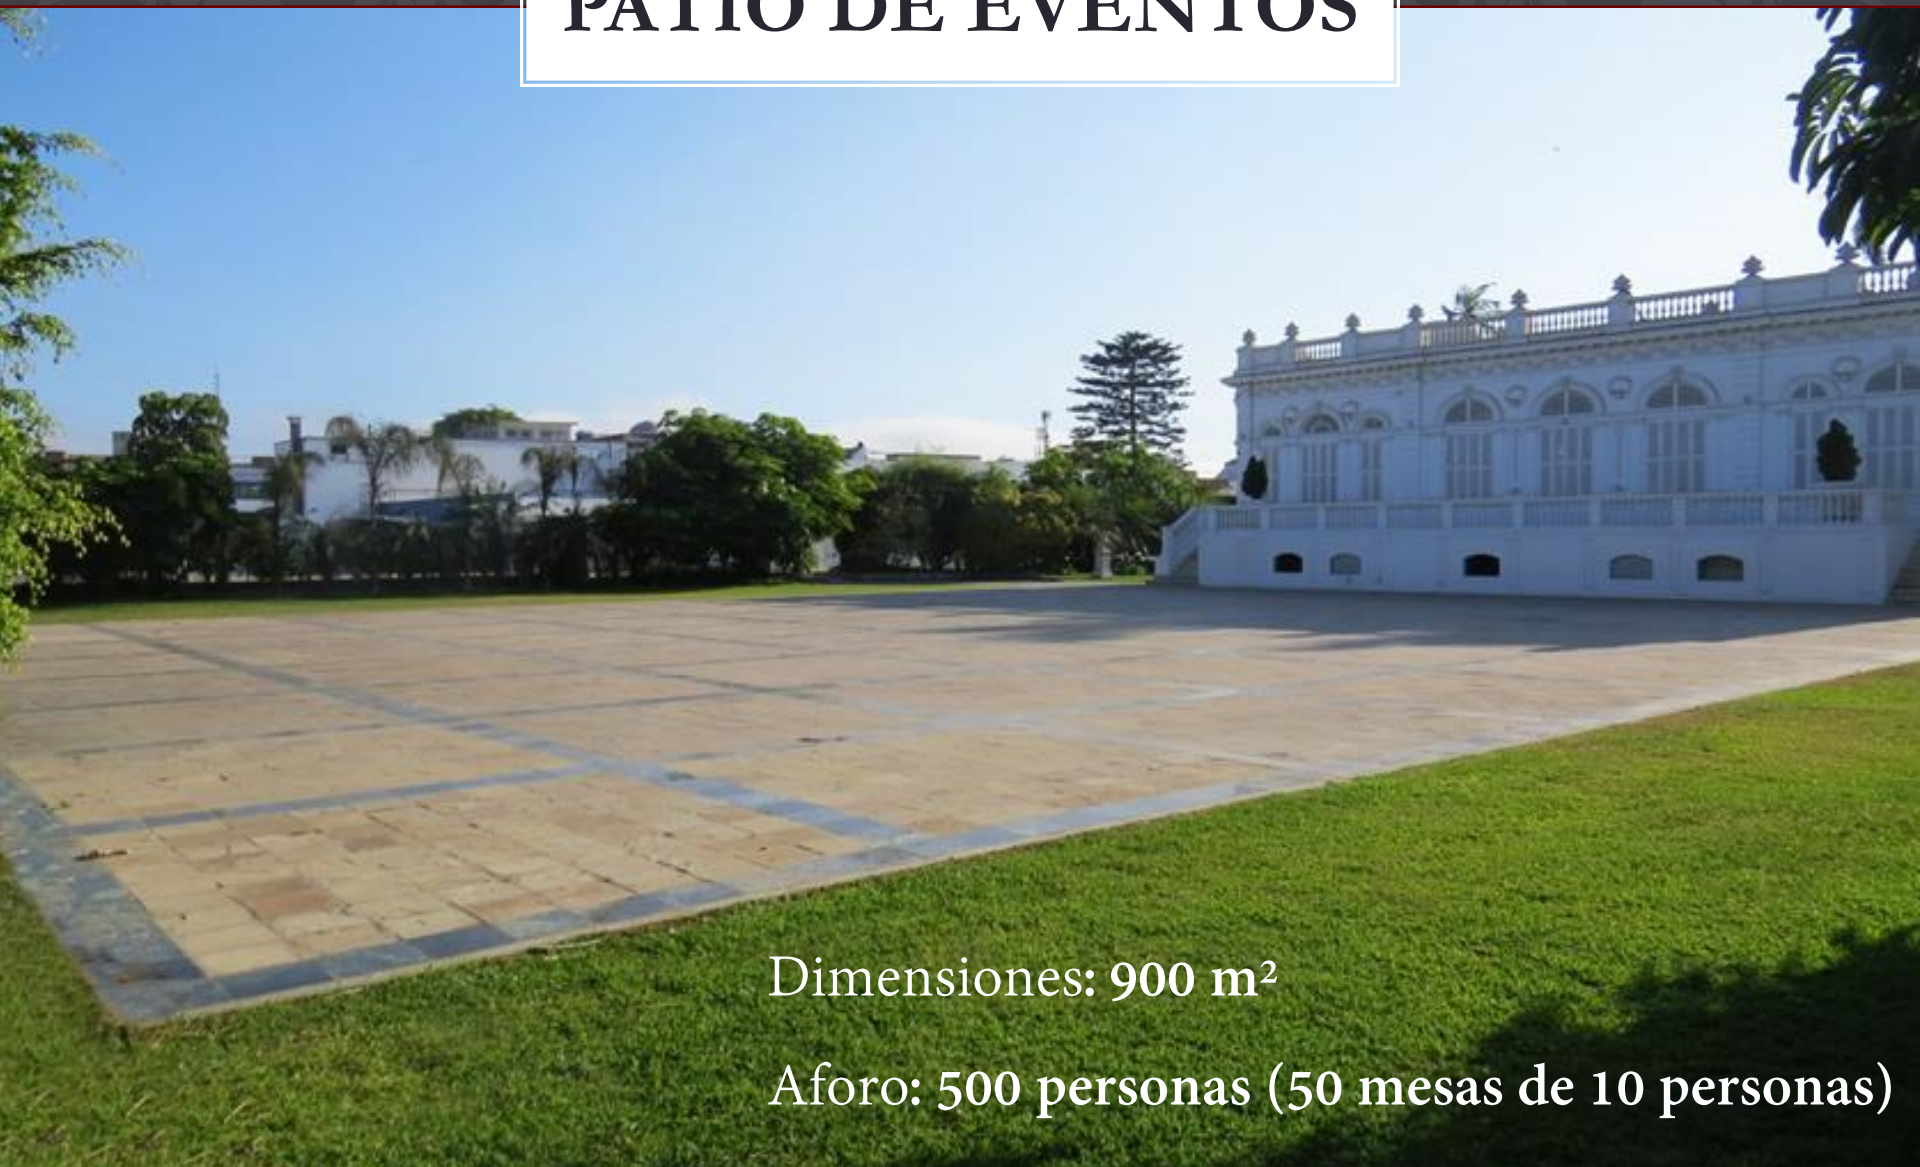 PATIO DE EVENTOS
Dimensiones: 900 m²
Aforo: 500 personas (50 mesas de 10 personas)